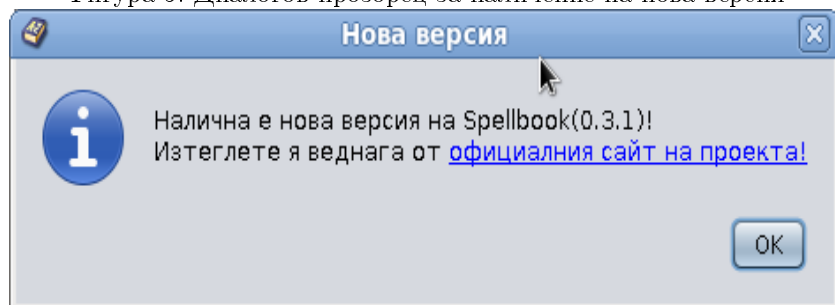 Нова версия
Налична е нова версия на Spellbook(0.3.1)!
Изтеглете я веднага от официалния сайт на проекта!
OK